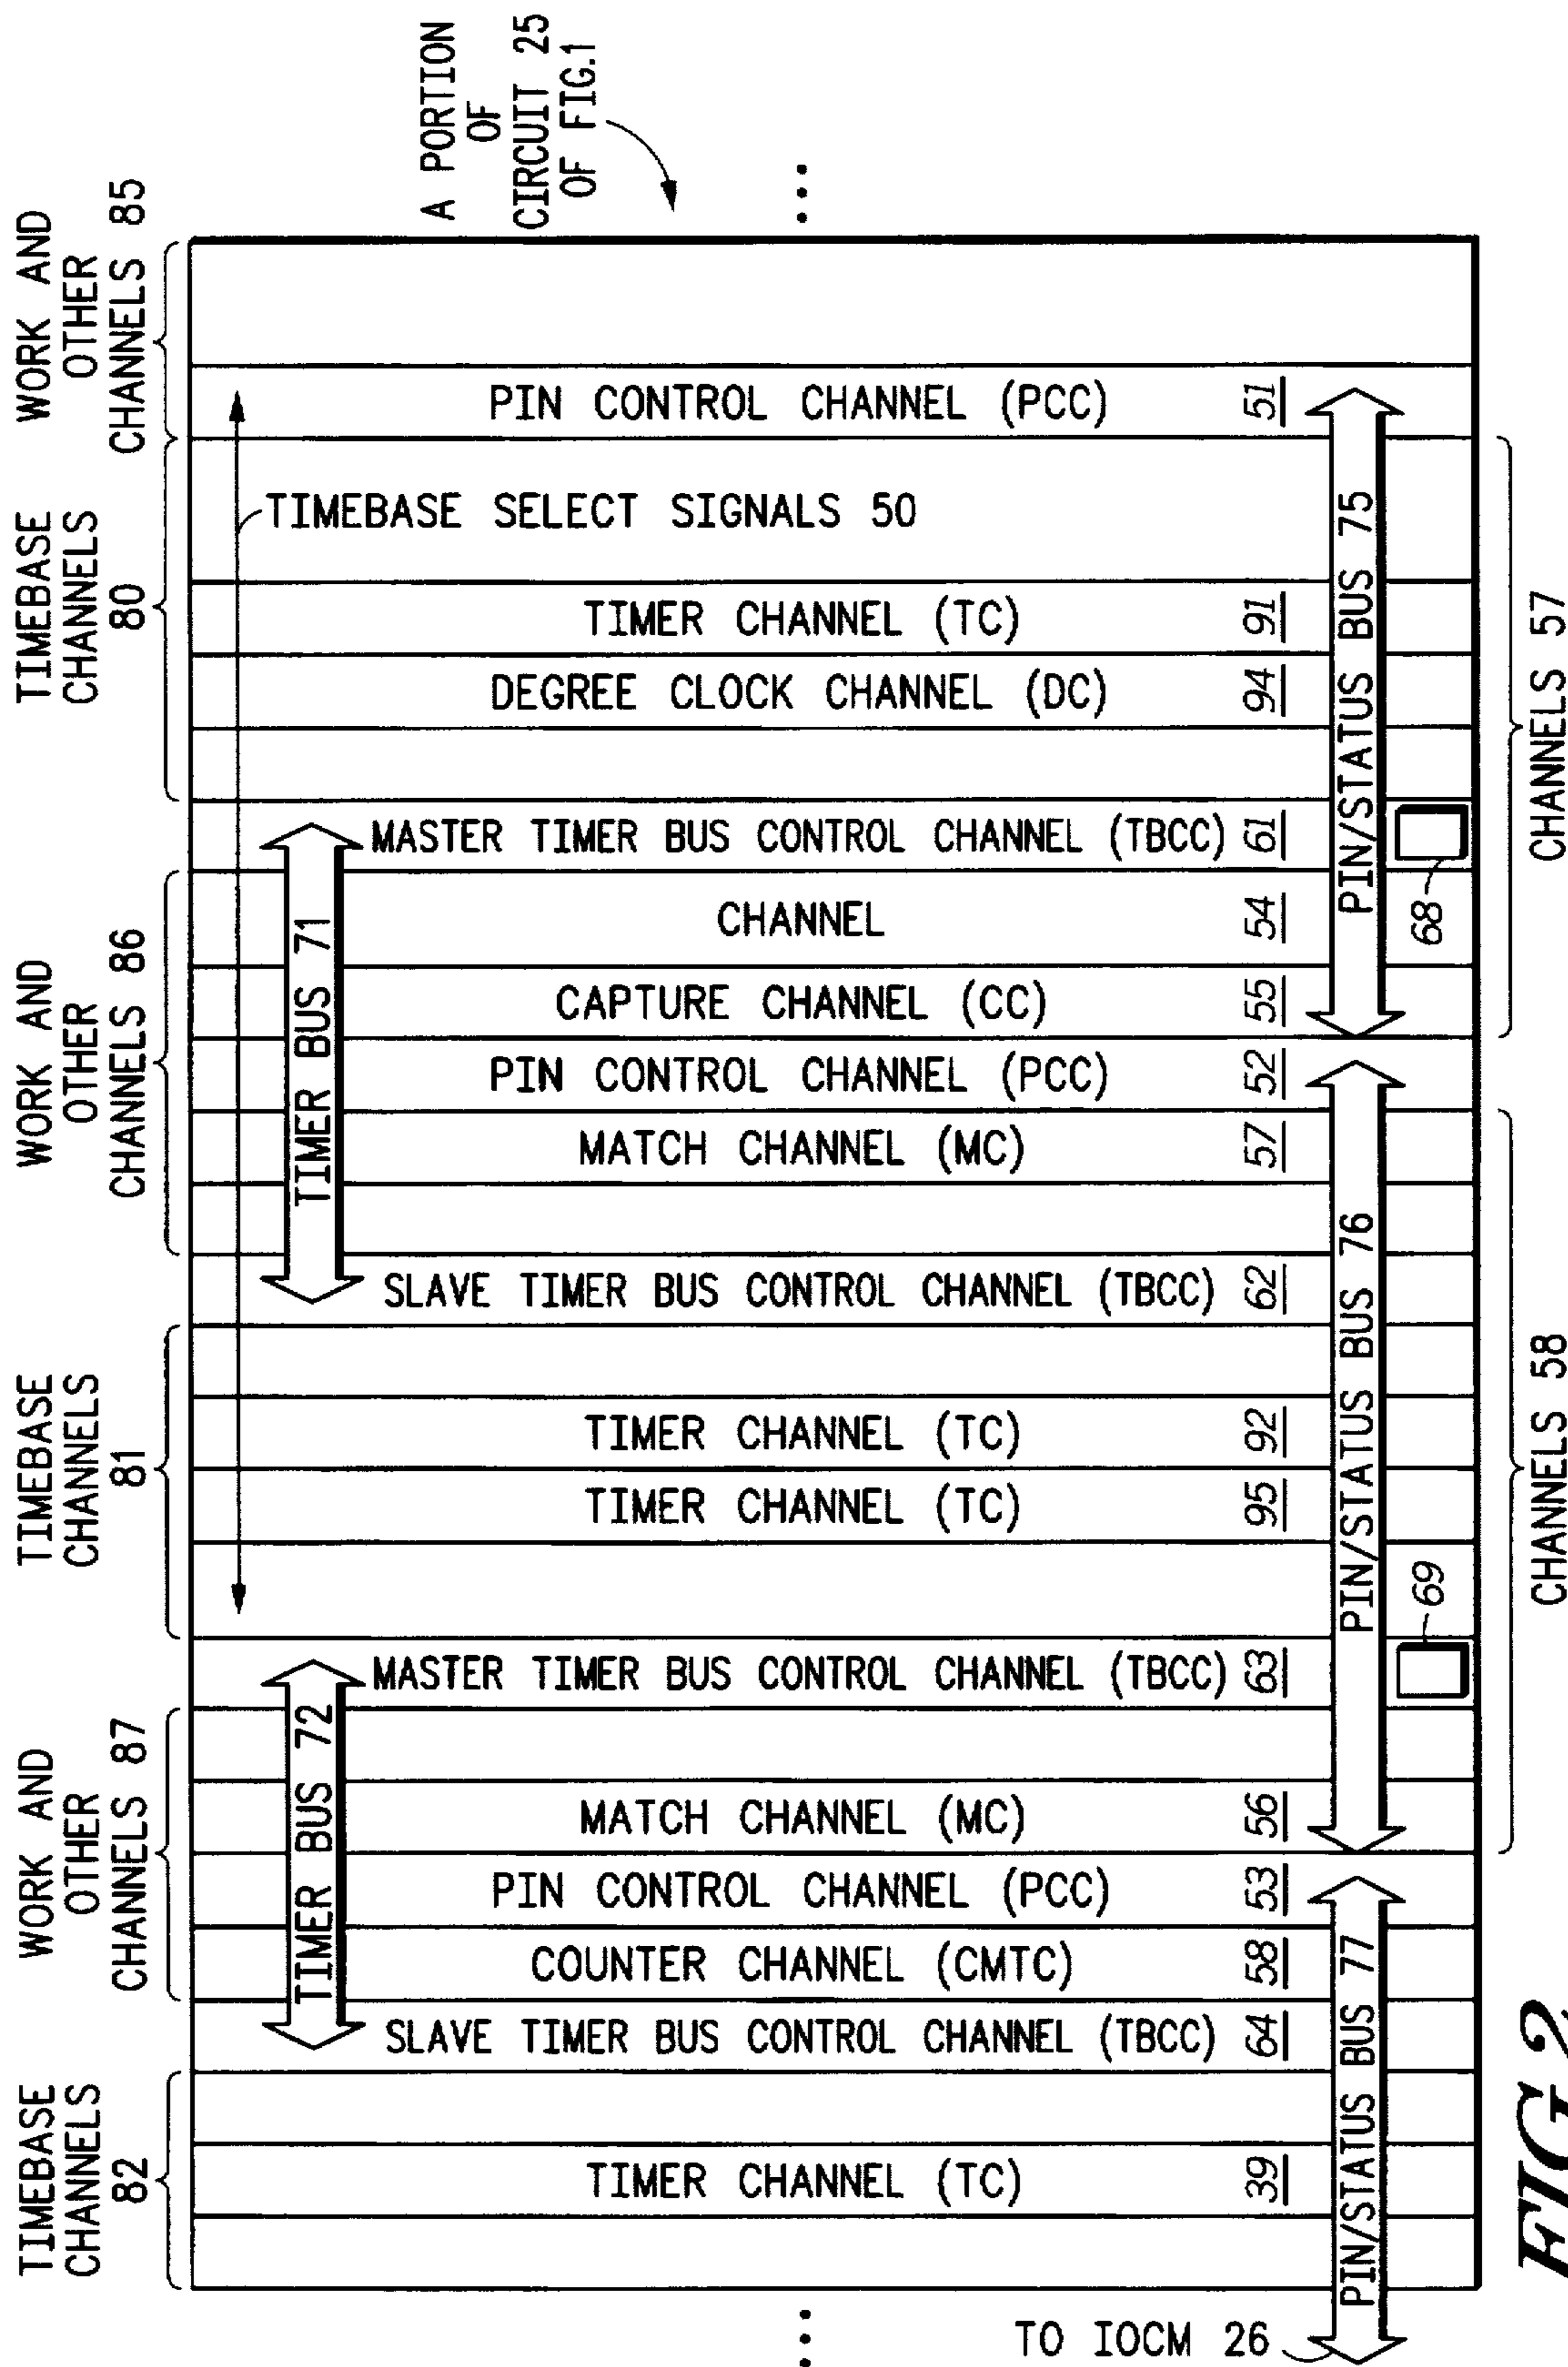 WORK AND
OTHER
CHANNELS 85
TIMEBASE
CHANNELS
80
WORK AND
OTHER
CHANNELS 86
TIMEBASE
CHANNELS
81
WORK AND
OTHER
CHANNELS 87
TIMEBASE
CHANNELS
82
A PORTION
OF
CIRCUIT 25
OF FIG.1
...
PIN CONTROL CHANNEL (PCC) 51
TIMEBASE SELECT SIGNALS 50
TIMER CHANNEL (TC) 91
DEGREE CLOCK CHANNEL (DC) 94
MASTER TIMER BUS CONTROL CHANNEL (TBCC) 61
CHANNEL 54
CAPTURE CHANNEL (CC) 55
PIN CONTROL CHANNEL (PCC) 52
MATCH CHANNEL (MC) 57
SLAVE TIMER BUS CONTROL CHANNEL (TBCC) 62
TIMER CHANNEL (TC) 92
TIMER CHANNEL (TC) 95
MASTER TIMER BUS CONTROL CHANNEL (TBCC) 63
MATCH CHANNEL (MC) 56
PIN CONTROL CHANNEL (PCC) 53
COUNTER CHANNEL (CMTC) 58
SLAVE TIMER BUS CONTROL CHANNEL (TBCC) 64
TIMER CHANNEL (TC) 39
TIMER BUS 71
TIMER BUS 72
PIN/STATUS BUS 75
PIN/STATUS BUS 76
PIN/STATUS BUS 77
68
69
CHANNELS 57
CHANNELS 58
...
TO IOCM 26
FIG.2